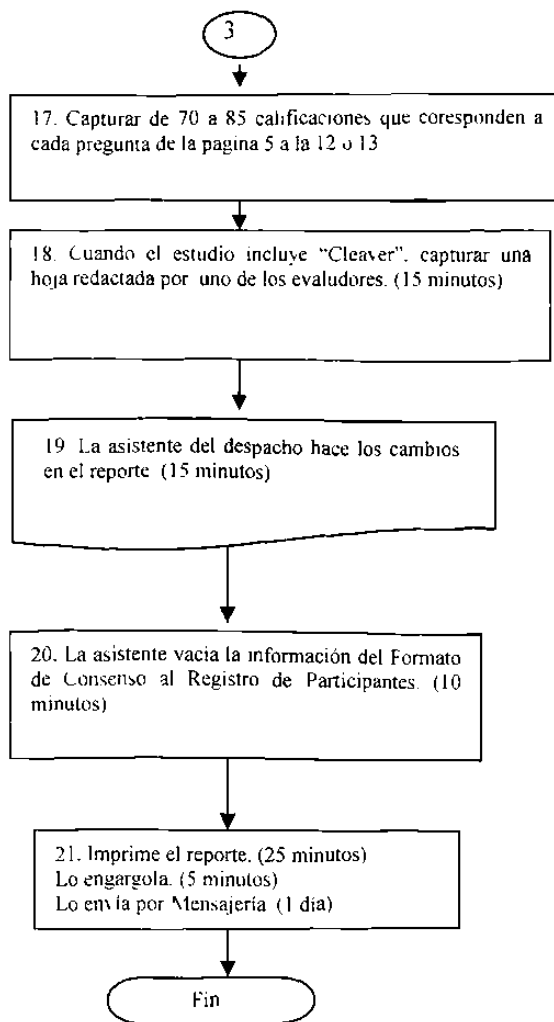 3
17. Capturar de 70 a 85 calificaciones que coresponden a
cada pregunta de la pagina 5 a la 12 o 13
18. Cuando el estudio incluye "Cleaver", capturar una
hoja redactada por uno de los evaludores. (15 minutos)
19 La asistente del despacho hace los cambios
en el reporte (15 minutos)
20. La asistente vacia la información del Formato
de Consenso al Registro de Participantes. (10
minutos)
21. Imprime el reporte. (25 minutos)
Lo engargola. (5 minutos)
Lo envía por Mensajería (1 día)
Fin